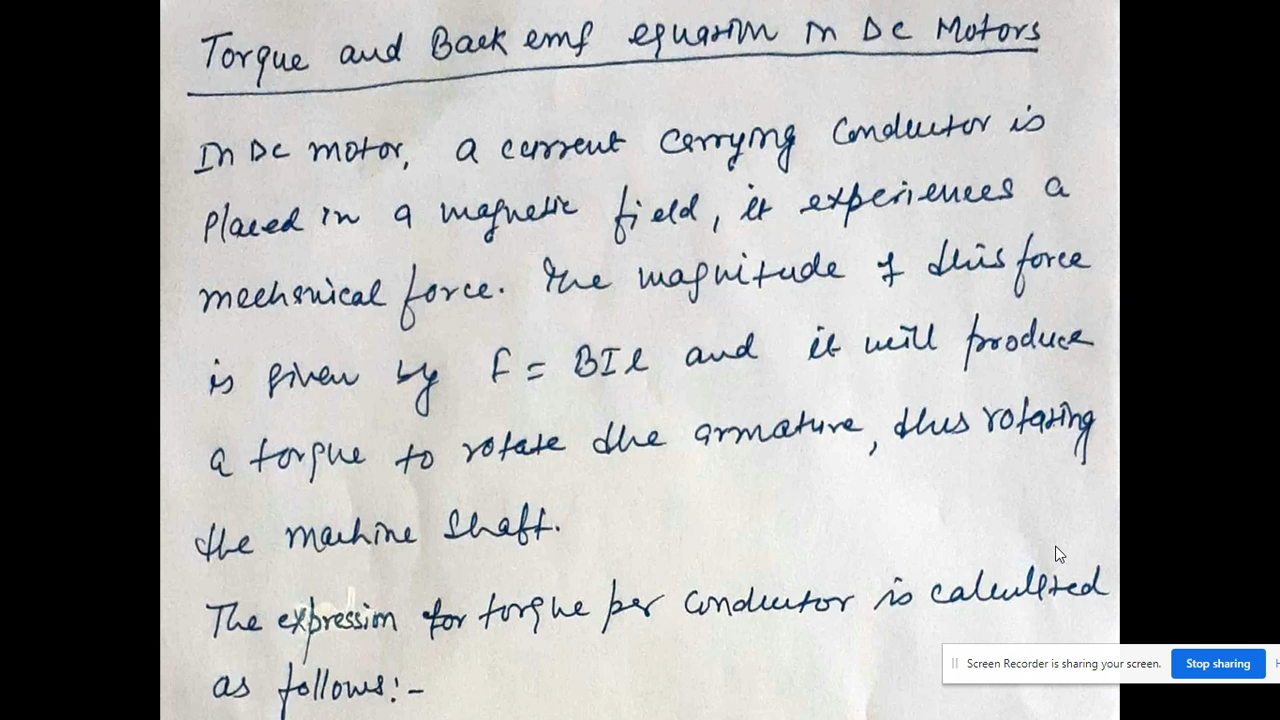 Torque and Back emf equation in DC Motors
In DC motor, a current carrying conductor is
placed in a magnetic field, it experiences a
mechanical force. The magnitude of this force
is given by F = BIl and it will produce
a torque to rotate the armature, thus rotating
the machine shaft.
The expression for torque per conductor is calculated
as follows:-
Screen Recorder is sharing your screen.
Stop sharing
H